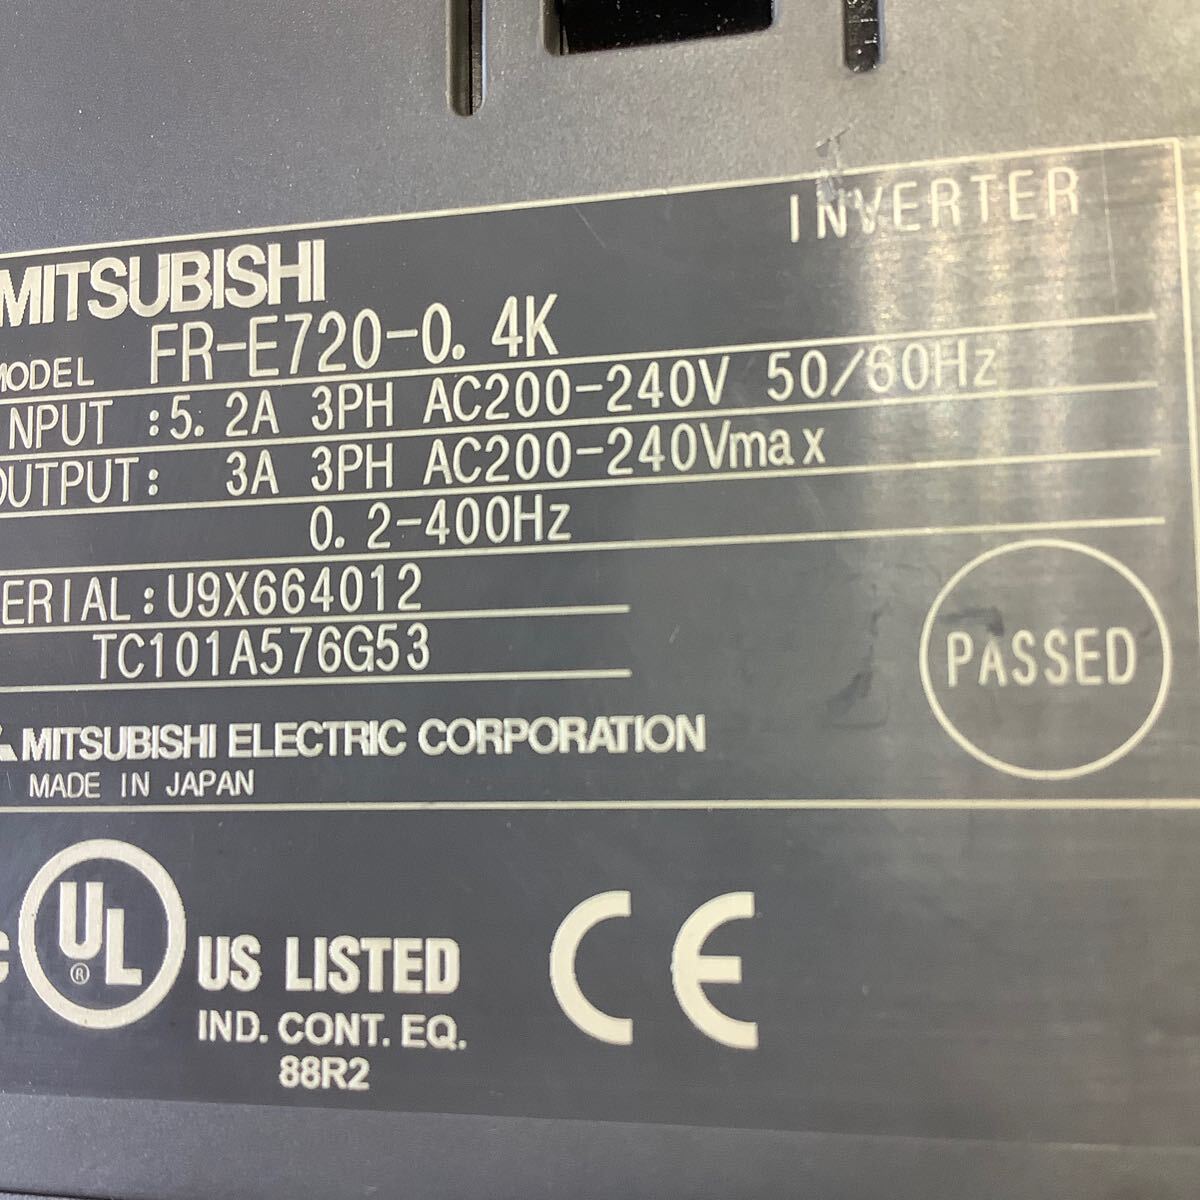 INVERTER
MITSUBISHI
MODEL FR-E720-0.4K
INPUT :5.2A 3PH AC200-240V 50/60Hz
OUTPUT: 3A 3PH AC200-240Vmax
0.2-400Hz
SERIAL:U9X664012
TC101A576G53
PASSED
MITSUBISHI ELECTRIC CORPORATION
MADE IN JAPAN
C UL ® US LISTED
IND. CONT. EQ.
88R2
CE